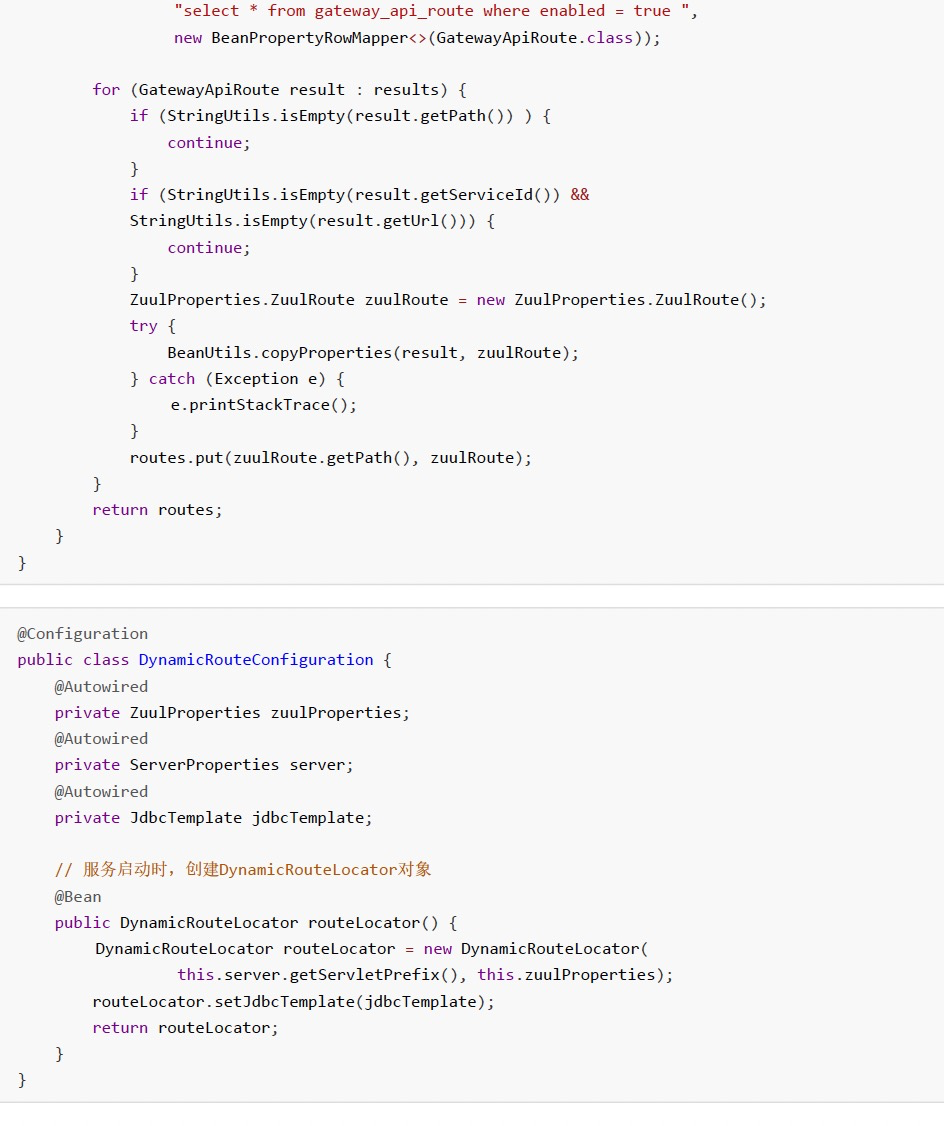 "select * from gateway_api_route where enabled = true ",
new BeanPropertyRowMapper<>(GatewayApiRoute.class));
for (GatewayApiRoute result : results) {
if (StringUtils.isEmpty(result.getPath()) ) {
continue;
}
if (StringUtils.isEmpty(result.getServiceId()) &&
StringUtils.isEmpty(result.getUrl())) {
continue;
}
ZuulProperties.ZuulRoute zuulRoute = new ZuulProperties.ZuulRoute();
try {
BeanUtils.copyProperties(result, zuulRoute);
} catch (Exception e) {
e.printStackTrace();
}
routes.put(zuulRoute.getPath(), zuulRoute);
}
return routes;
}
}
@Configuration
public class DynamicRouteConfiguration {
@Autowired
private ZuulProperties zuulProperties;
@Autowired
private ServerProperties server;
@Autowired
private JdbcTemplate jdbcTemplate;
// 服务启动时，创建DynamicRouteLocator对象
@Bean
public DynamicRouteLocator routeLocator() {
DynamicRouteLocator routeLocator = new DynamicRouteLocator(
this.server.getServletPrefix(), this.zuulProperties);
routeLocator.setJdbcTemplate(jdbcTemplate);
return routeLocator;
}
}